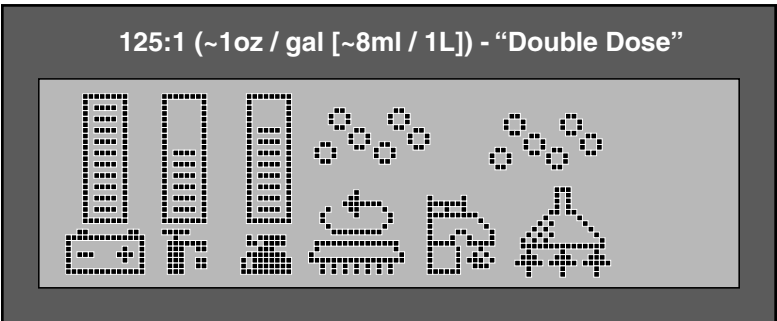 125:1 (~1oz / gal [~8ml / 1L]) - “Double Dose”